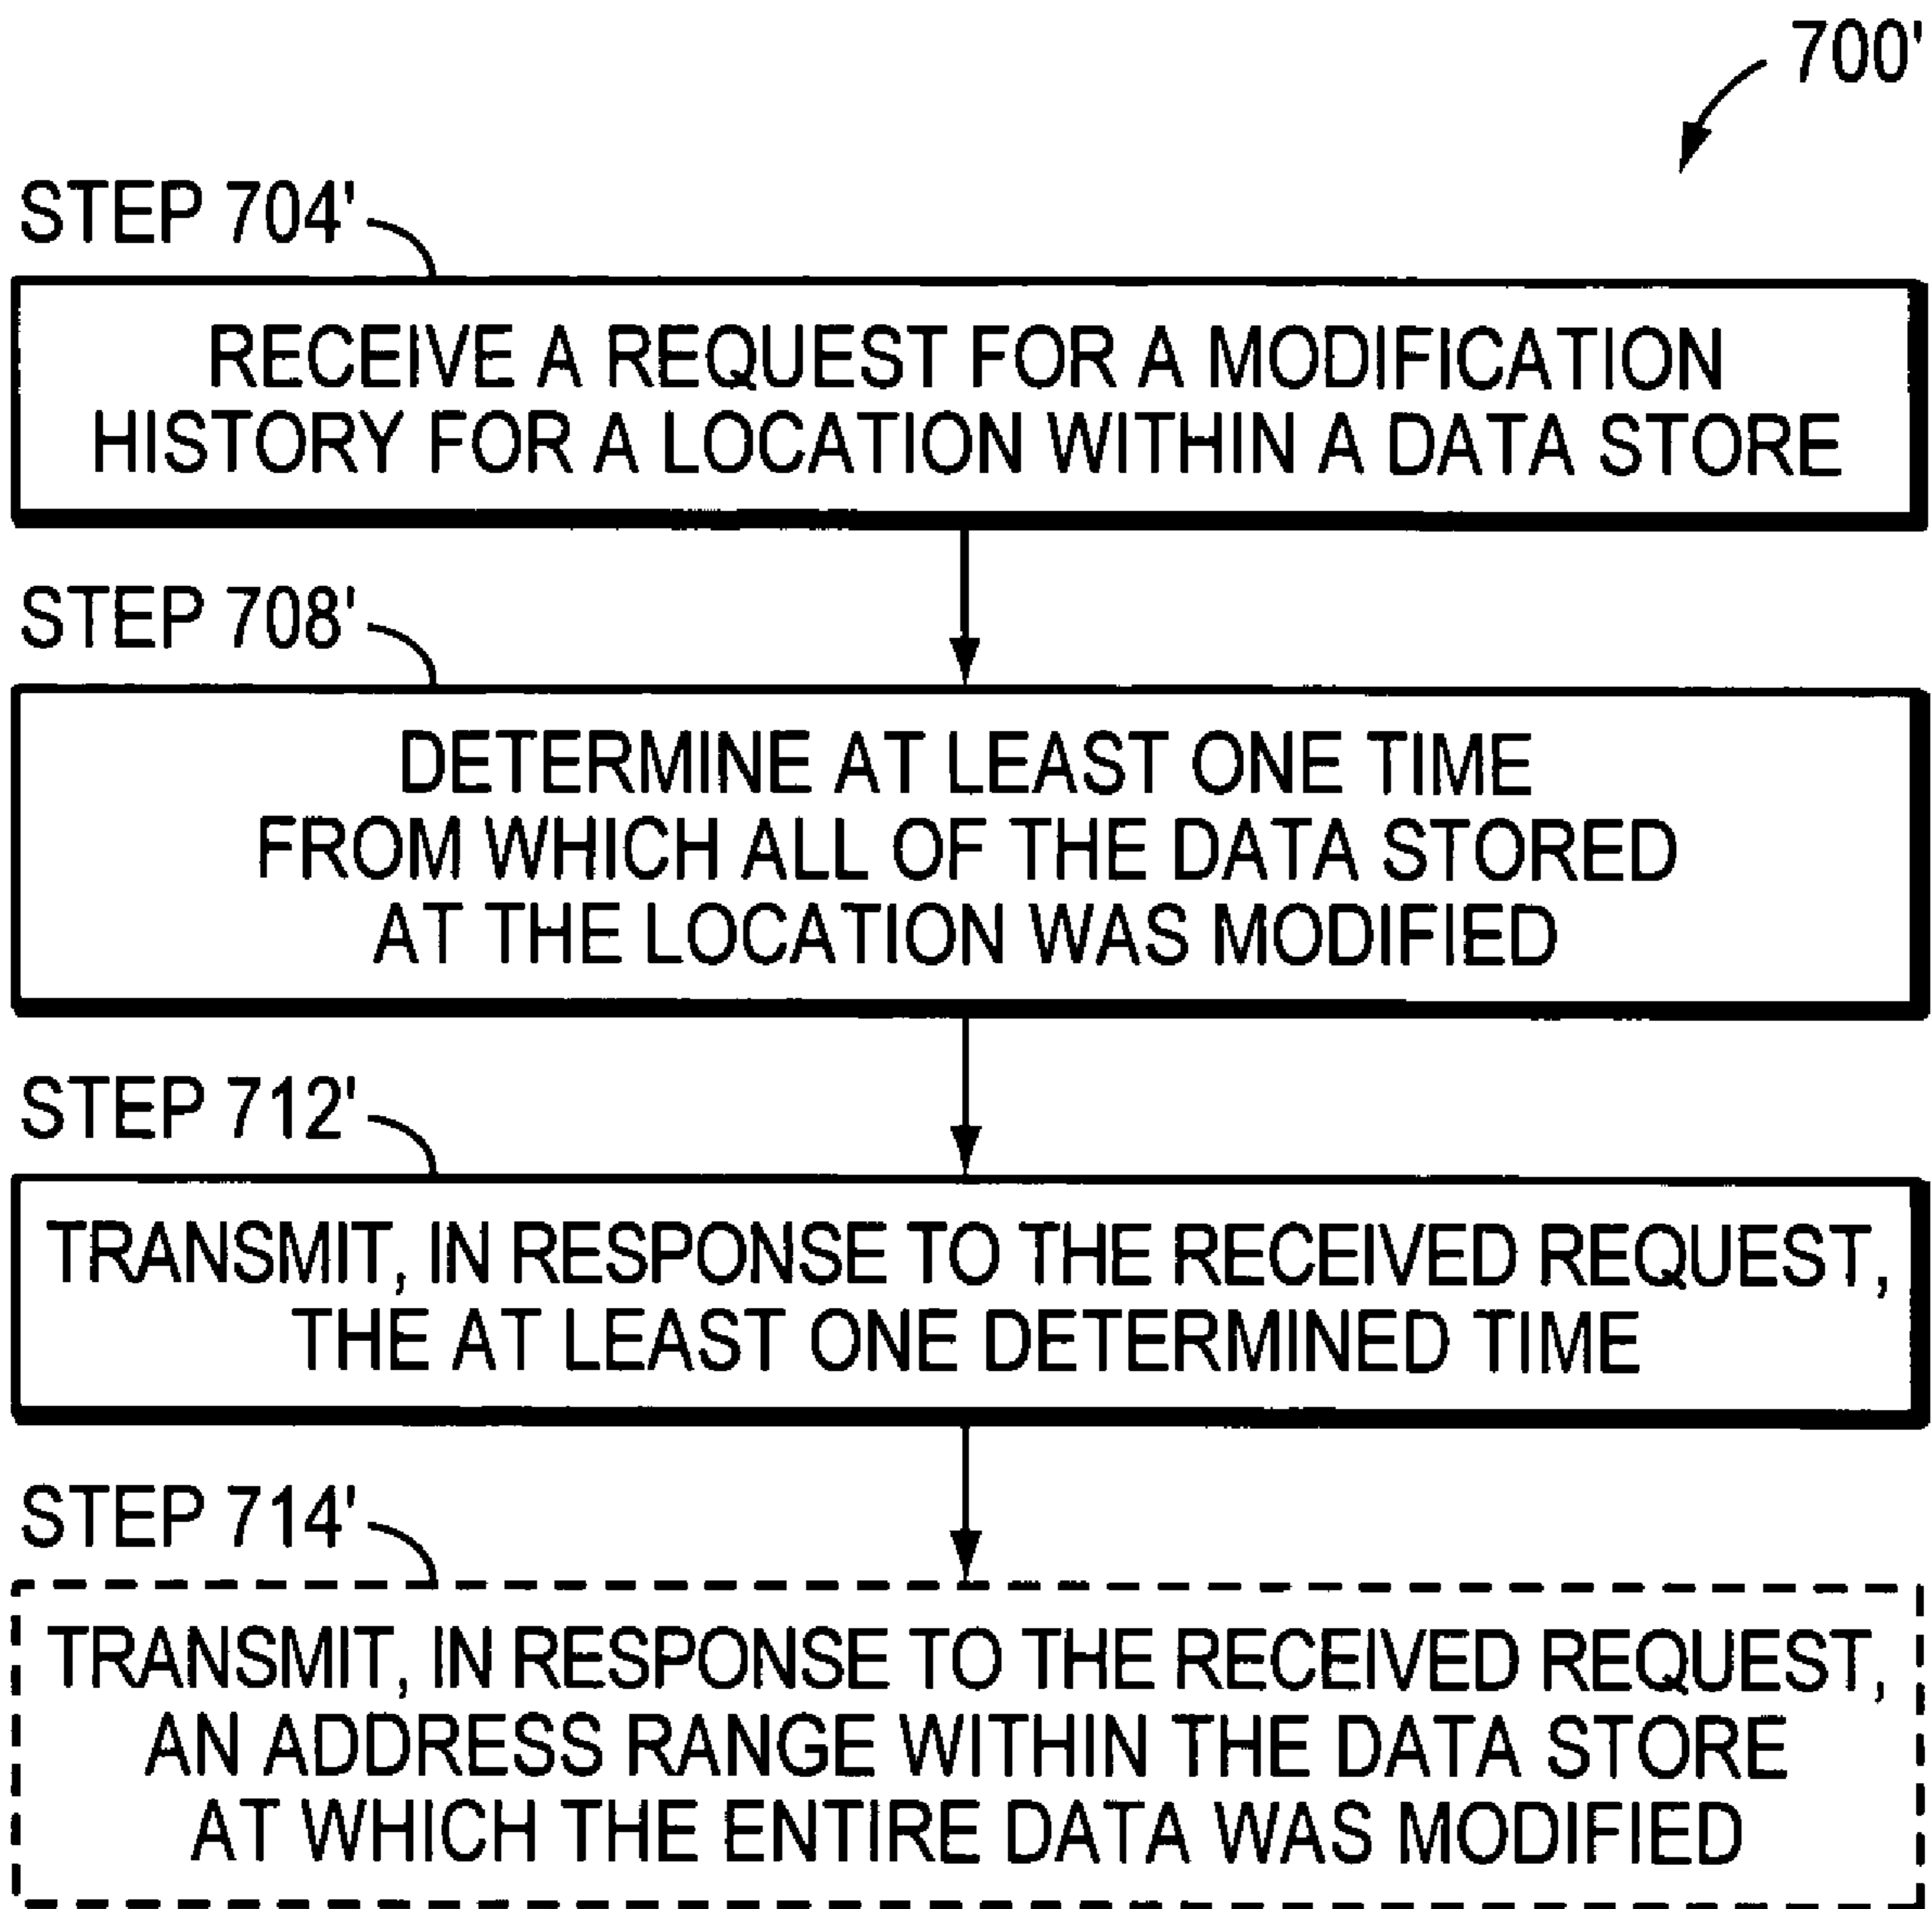 700'
STEP 704'
RECEIVE A REQUEST FOR A MODIFICATION
HISTORY FOR A LOCATION WITHIN A DATA STORE
STEP 708'
DETERMINE AT LEAST ONE TIME
FROM WHICH ALL OF THE DATA STORED
AT THE LOCATION WAS MODIFIED
STEP 712'
TRANSMIT, IN RESPONSE TO THE RECEIVED REQUEST,
THE AT LEAST ONE DETERMINED TIME
STEP 714'
TRANSMIT, IN RESPONSE TO THE RECEIVED REQUEST,
AN ADDRESS RANGE WITHIN THE DATA STORE
AT WHICH THE ENTIRE DATA WAS MODIFIED